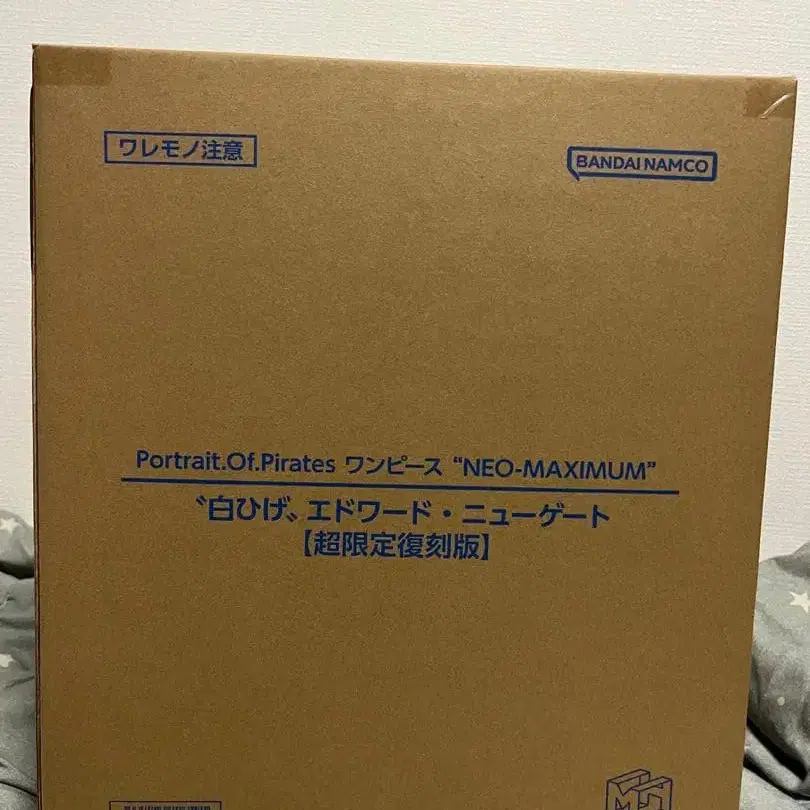 ワレモノ注意
BANDAI NAMCO
Portrait.Of.Pirates ワンピース “NEO-MAXIMUM”
〝白ひげ〟エドワード・ニューゲート
【超限定復刻版】